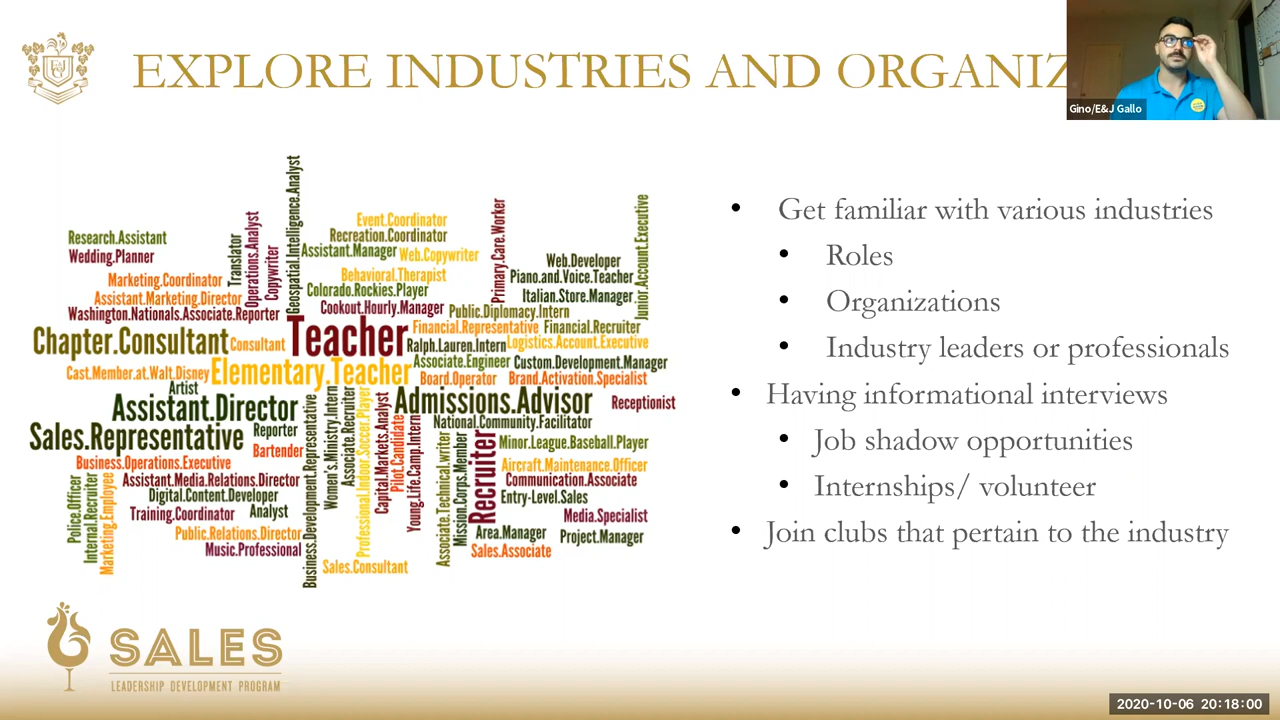 EXPLORE INDUSTRIES AND ORGANIZ
Gino/E&J Gallo
Geospatial.Intelligence.Analyst
Research.Assistant
Wedding.Planner
Translator
Operations.Analyst
Copywriter
Event.Coordinator
Recreation.Coordinator
Assistant.Manager
Web.Copywriter
Primary.Care.Worker
Junior.Account.Executive
Web.Developer
Piano.and.Voice.Teacher
Marketing.Coordinator
Behavioral.Therapist
Colorado.Rockies.Player
Italian.Store.Manager
Assistant.Marketing.Director
Washington.Nationals.Associate.Reporter
Cookout.Hourly.Manager
Public.Diplomacy.Intern
Chapter.Consultant
Consultant
Teacher
Financial.Representative
Financial.Recruiter
Ralph.Lauren.Intern
Logistics.Account.Executive
Cast.Member.at.Walt.Disney
Elementary.Teacher
Associate.Engineer
Custom.Development.Manager
Board.Operator
Brand.Activation.Specialist
Artist
Assistant.Director
Admissions.Advisor
Receptionist
Sales.Representative
Reporter
National.Community.Facilitator
Bartender
Minor.League.Baseball.Player
Business.Operations.Executive
Aircraft.Maintenance.Officer
Assistant.Media.Relations.Director
Communication.Associate
Digital.Content.Developer
Entry-Level.Sales
Training.Coordinator
Analyst
Media.Specialist
Public.Relations.Director
Area.Manager
Project.Manager
Music.Professional
Sales.Associate
Sales.Consultant
Police.Officer
Internal.Recruiter
Marketing.Employee
Business.Development.Representative
Women's.Ministry.Intern
Associate.Recruiter
Professional.Indoor.Soccer.Player
Capital.Markets.Analyst
Pilot.Candidate
Young.Life.Camp.Intern
Associate.Technical.writer
Mission.Corps.Member
Recruiter
• Get familiar with various industries
• Roles
• Organizations
• Industry leaders or professionals
• Having informational interviews
• Job shadow opportunities
• Internships/ volunteer
• Join clubs that pertain to the industry
SALES
LEADERSHIP DEVELOPMENT PROGRAM
2020-10-06 20:18:00